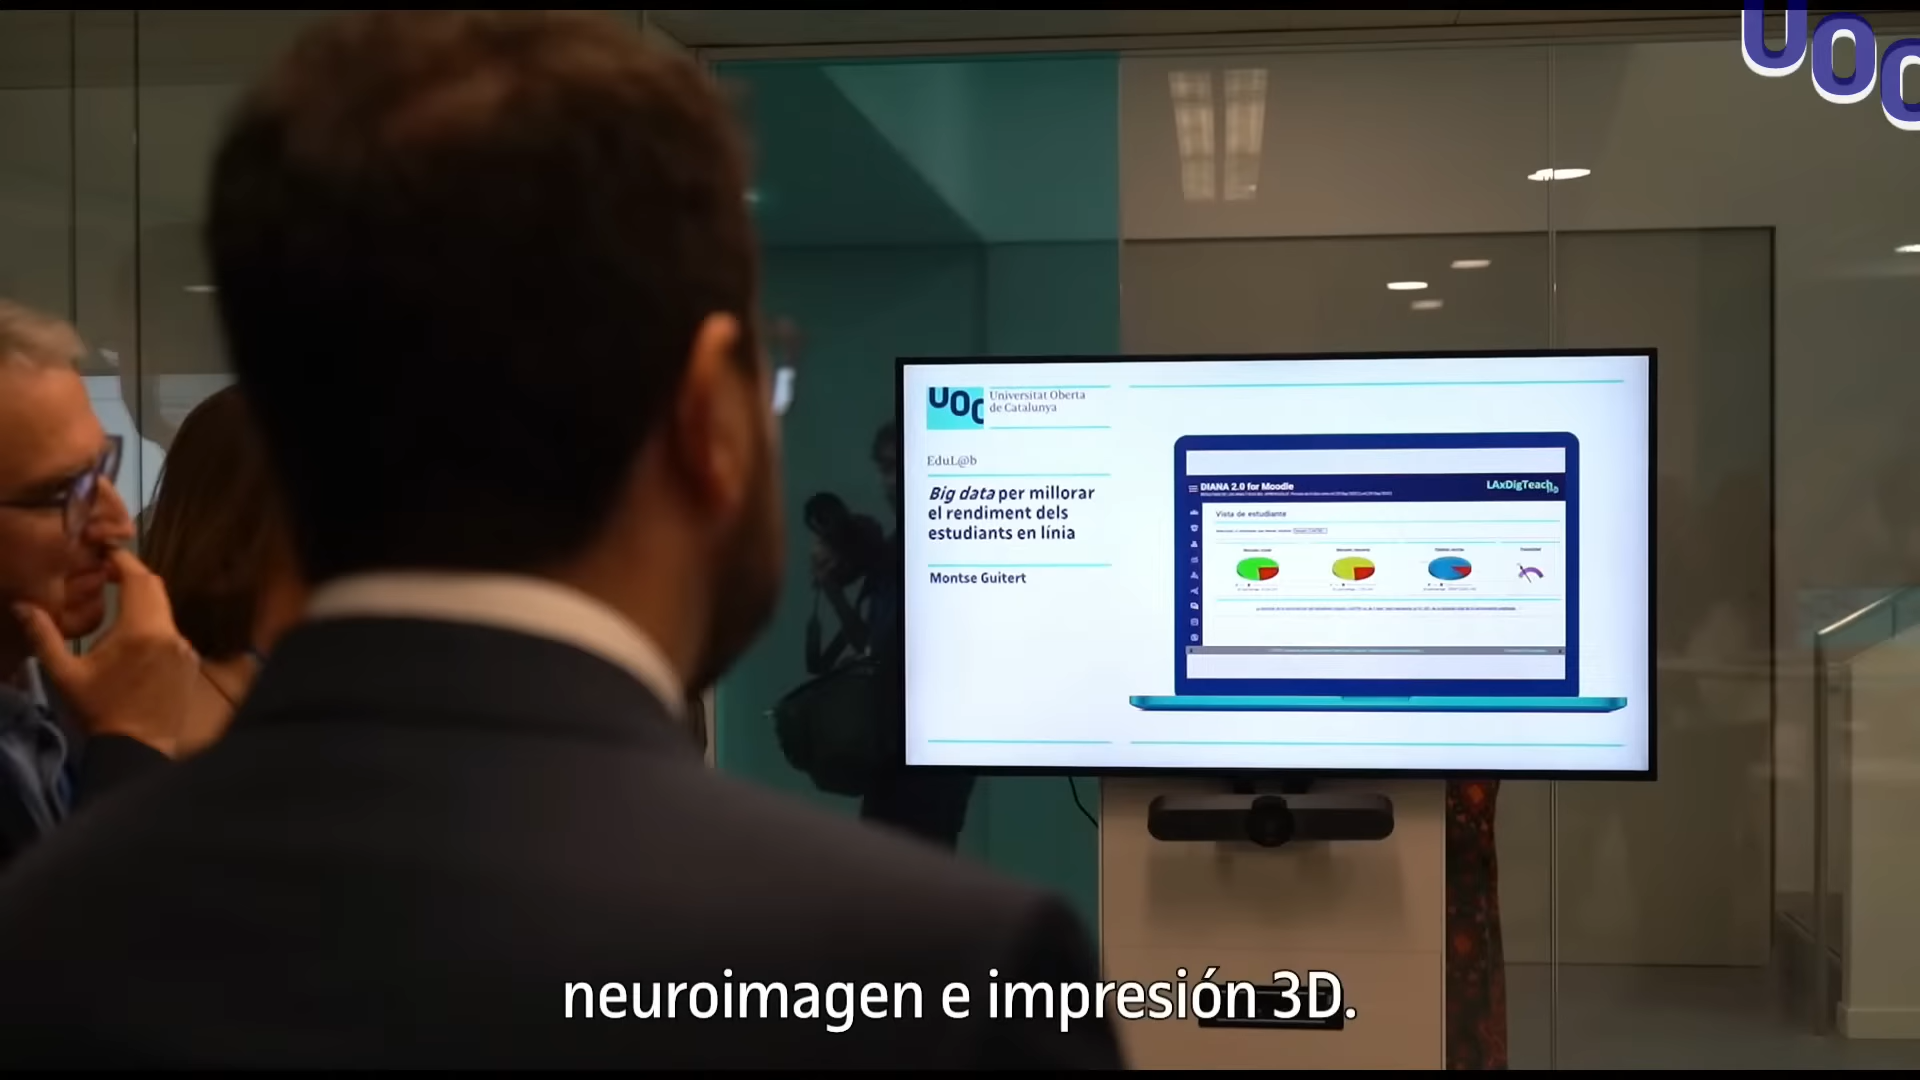 UOC
UOC
Universitat Oberta
de Catalunya
EduL@b
Big data per millorar
el rendiment dels
estudiants en línia
Montse Guitert
DIANA 2.0 for Moodle
LAxDigTeach
Vista de estudiante
neuroimagen e impresión 3D.